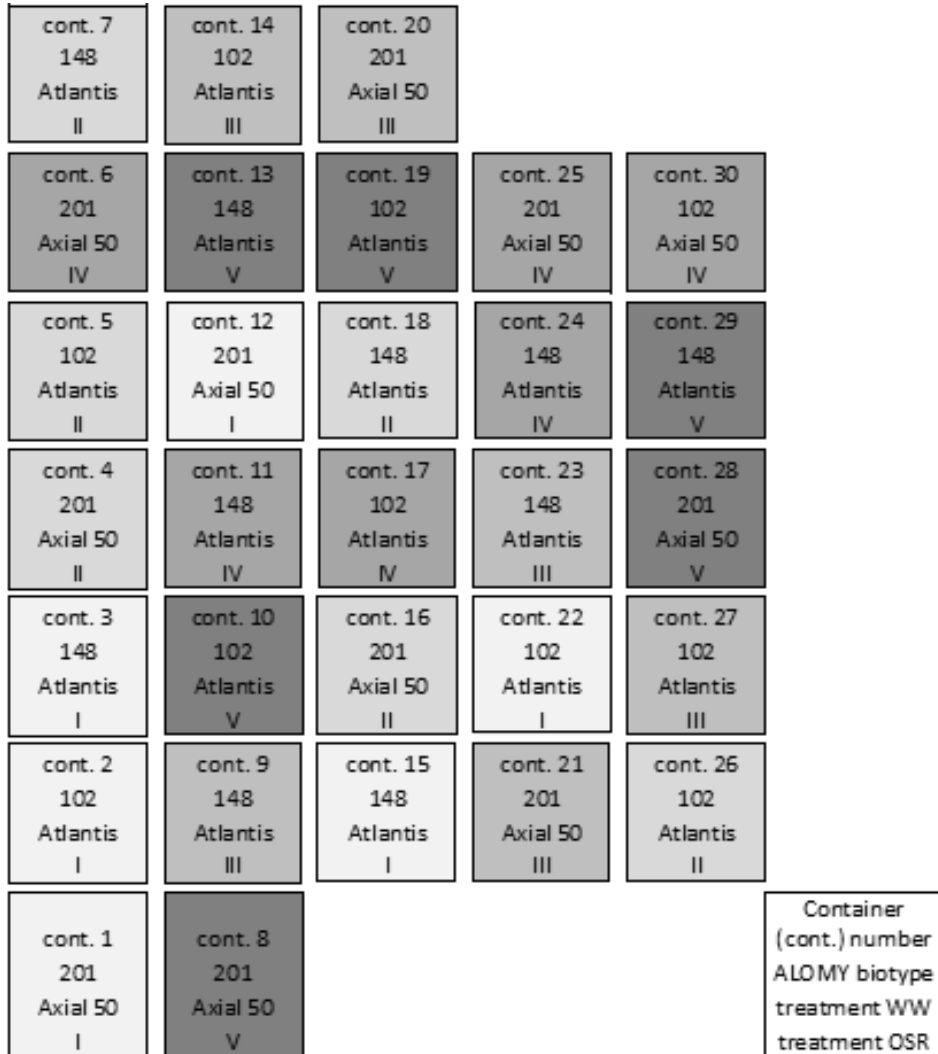 cont. 7
148
Atlantis
II
cont. 14
102
Atlantis
III
cont. 20
201
Axial 50
III
cont. 6
201
Axial 50
IV
cont. 13
148
Atlantis
V
cont. 19
102
Atlantis
V
cont. 25
201
Axial 50
IV
cont. 30
102
Axial 50
IV
cont. 5
102
Atlantis
II
cont. 12
201
Axial 50
I
cont. 18
148
Atlantis
II
cont. 24
148
Atlantis
IV
cont. 29
148
Atlantis
V
cont. 4
201
Axial 50
II
cont. 11
148
Atlantis
IV
cont. 17
102
Atlantis
IV
cont. 23
148
Atlantis
III
cont. 28
201
Axial 50
V
cont. 3
148
Atlantis
I
cont. 10
102
Atlantis
V
cont. 16
201
Axial 50
II
cont. 22
102
Atlantis
I
cont. 27
102
Atlantis
III
cont. 2
102
Atlantis
I
cont. 9
148
Atlantis
III
cont. 15
148
Atlantis
I
cont. 21
201
Axial 50
III
cont. 26
102
Atlantis
II
cont. 1
201
Axial 50
I
cont. 8
201
Axial 50
V
Container
(cont.) number
ALOMY biotype
treatment WW
treatment OSR